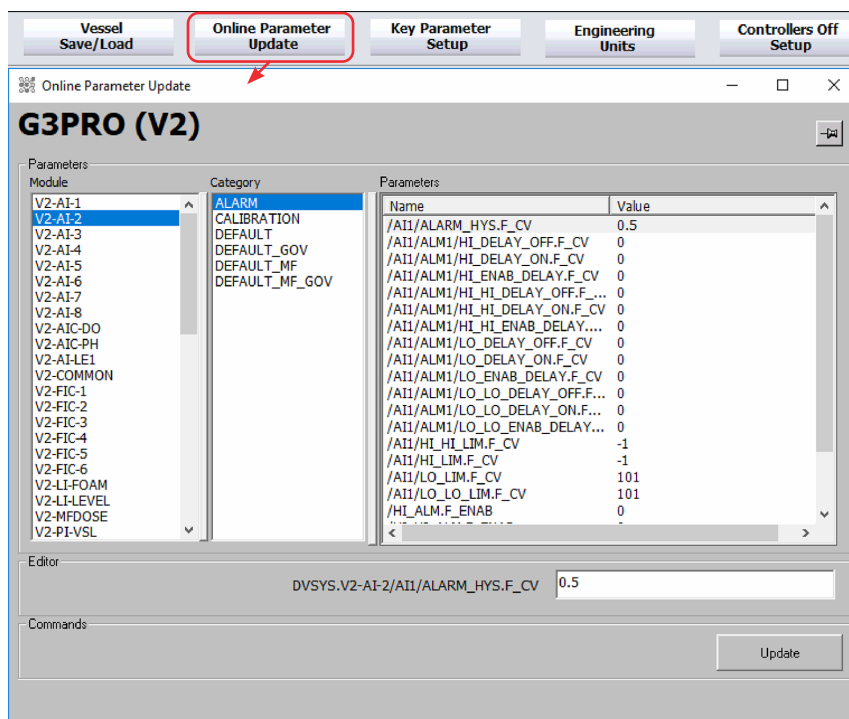 Vessel
Save/Load
Online Parameter
Update
Key Parameter
Setup
Engineering
Units
Controllers Off
Setup
Online Parameter Update
G3PRO (V2)
Parameters
Module
V2-AI-1
V2-AI-2
V2-AI-3
V2-AI-4
V2-AI-5
V2-AI-6
V2-AI-7
V2-AI-8
V2-AIC-DO
V2-AIC-PH
V2-AI-LE1
V2-COMMON
V2-FIC-1
V2-FIC-2
V2-FIC-3
V2-FIC-4
V2-FIC-5
V2-FIC-6
V2-LI-FOAM
V2-LI-LEVEL
V2-MFDOSE
V2-PI-VSL
Category
ALARM
CALIBRATION
DEFAULT
DEFAULT_GOV
DEFAULT_MF
DEFAULT_MF_GOV
Parameters
Name Value
/AI1/ALARM_HYS.F_CV 0.5
/AI1/ALM1/HI_DELAY_OFF.F_CV 0
/AI1/ALM1/HI_DELAY_ON.F_CV 0
/AI1/ALM1/HI_ENAB_DELAY.F_CV 0
/AI1/ALM1/HI_HI_DELAY_OFF.F_... 0
/AI1/ALM1/HI_HI_DELAY_ON.F_CV 0
/AI1/ALM1/HI_HI_ENAB_DELAY.... 0
/AI1/ALM1/LO_DELAY_OFF.F_CV 0
/AI1/ALM1/LO_DELAY_ON.F_CV 0
/AI1/ALM1/LO_ENAB_DELAY.F_CV 0
/AI1/ALM1/LO_LO_DELAY_OFF.F... 0
/AI1/ALM1/LO_LO_DELAY_ON.F... 0
/AI1/ALM1/LO_LO_ENAB_DELAY... 0
/AI1/HI_HI_LIM.F_CV -1
/AI1/HI_LIM.F_CV -1
/AI1/LO_LIM.F_CV 101
/AI1/LO_LO_LIM.F_CV 101
/HI_ALM.F_ENAB 0
Editor
DVSYS.V2-AI-2/AI1/ALARM_HYS.F_CV 0.5
Commands
Update